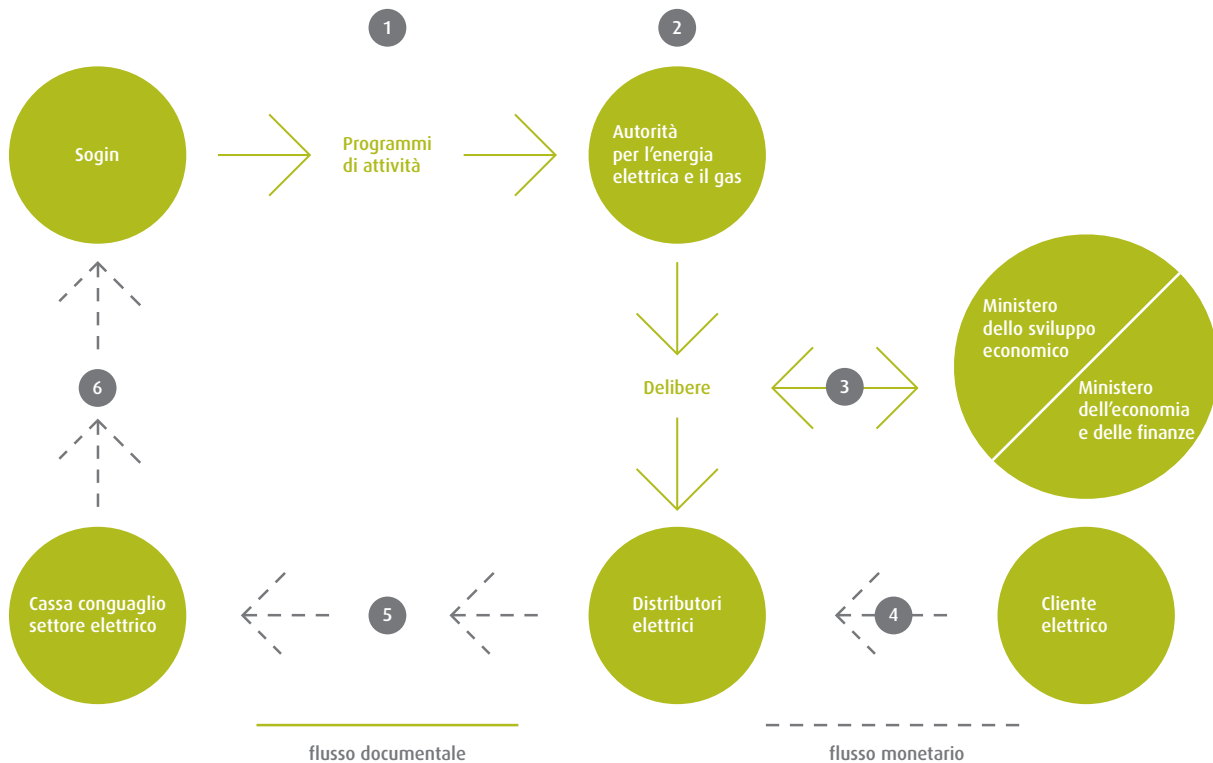 1
2
Sogin
Programmi
di attività
Autorità
per l'energia
elettrica e il gas
Ministero
dello sviluppo
economico
Ministero
dell'economia
e delle finanze
6
Delibere
3
Cassa conguaglio
settore elettrico
5
Distributori
elettrici
4
Cliente
elettrico
flusso documentale
flusso monetario